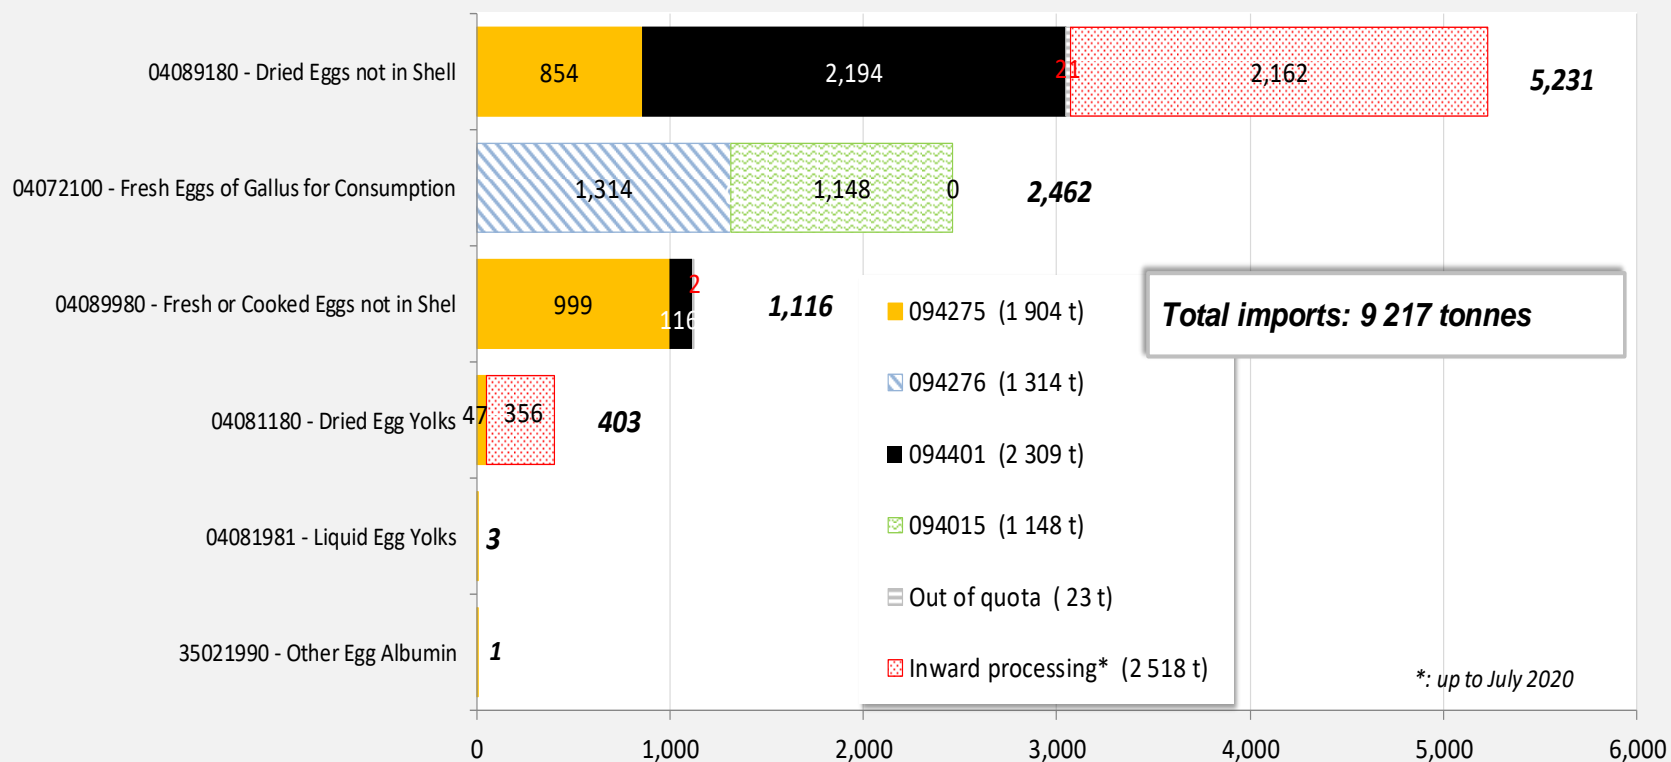 04089180 - Dried Eggs not in Shell
854
2,194
21
2,162
5,231
04072100 - Fresh Eggs of Gallus for Consumption
1,314
1,148
0
2,462
04089980 - Fresh or Cooked Eggs not in Shel
999
116
2
1,116
04081180 - Dried Egg Yolks
47
356
403
04081981 - Liquid Egg Yolks
3
35021990 - Other Egg Albumin
1
Total imports: 9 217 tonnes
094275 (1 904 t)
094276 (1 314 t)
094401 (2 309 t)
094015 (1 148 t)
Out of quota ( 23 t)
Inward processing* (2 518 t)
*: up to July 2020
0 1,000 2,000 3,000 4,000 5,000 6,000